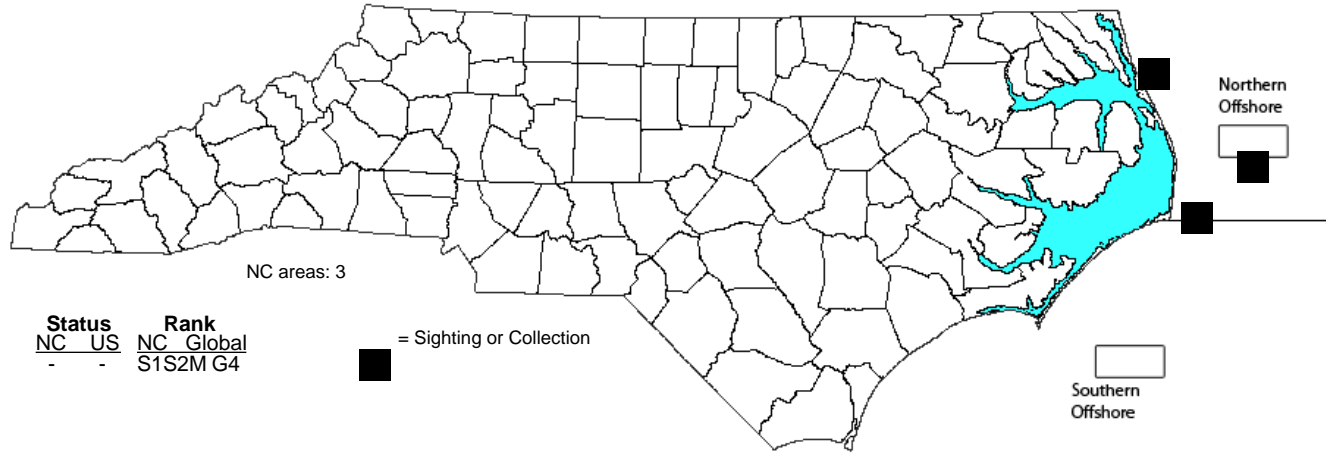 Northern
Offshore
NC areas: 3
Status Rank
NC US NC Global
- - S1S2M G4
= Sighting or Collection
Southern
Offshore